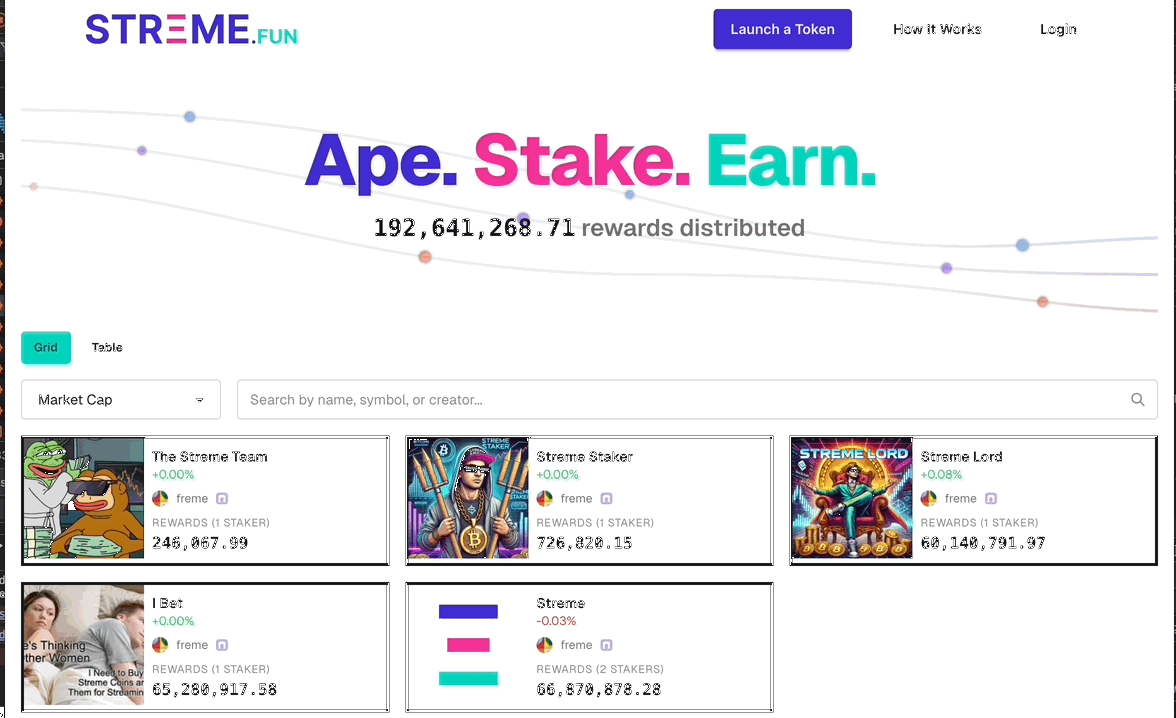 STREME.FUN
Launch a Token
How It Works
Login
Ape. Stake. Earn.
192,641,268.71 rewards distributed
Grid
Table
Market Cap
Search by name, symbol, or creator...
The Streme Team
+0.00%
freme
REWARDS (1 STAKER)
246,067.99
STREME
STAKER
Streme Staker
+0.00%
freme
REWARDS (1 STAKER)
726,820.15
STREME LORD
Streme Lord
+0.08%
freme
REWARDS (1 STAKER)
60,140,791.97
e's Thinking
ther Women
I Need to Buy
Streme Coins an
Them for Streamin
I Bet
+0.00%
freme
REWARDS (1 STAKER)
65,280,917.58
Streme
-0.03%
freme
REWARDS (2 STAKERS)
66,870,878.28